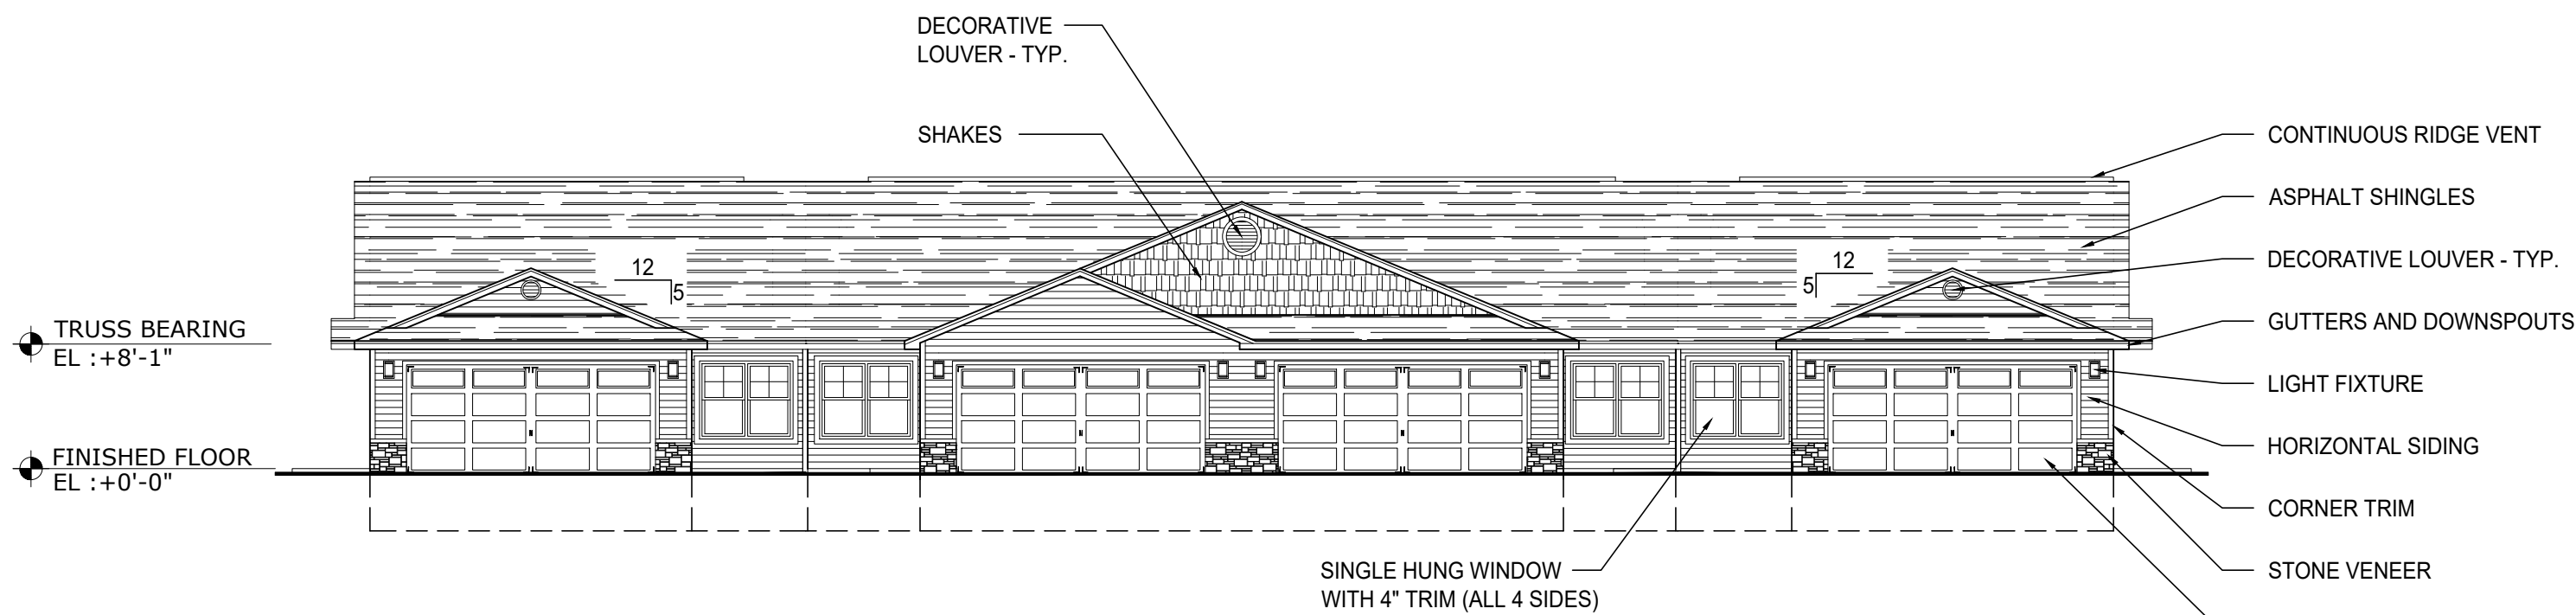 DECORATIVE
LOUVER - TYP.
SHAKES
CONTINUOUS RIDGE VENT
ASPHALT SHINGLES
DECORATIVE LOUVER - TYP.
12
5
12
5
TRUSS BEARING
EL :+8'-1"
GUTTERS AND DOWNSPOUTS
LIGHT FIXTURE
HORIZONTAL SIDING
FINISHED FLOOR
EL :+0'-0"
CORNER TRIM
STONE VENEER
SINGLE HUNG WINDOW
WITH 4" TRIM (ALL 4 SIDES)